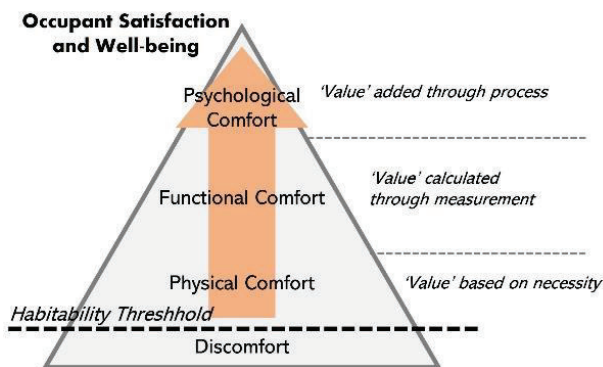 Occupant Satisfaction
and Well-being
Psychological
Comfort
'Value' added through process
Functional Comfort
'Value' calculated
through measurement
Physical Comfort
'Value' based on necessity
Habitability Threshhold
Discomfort